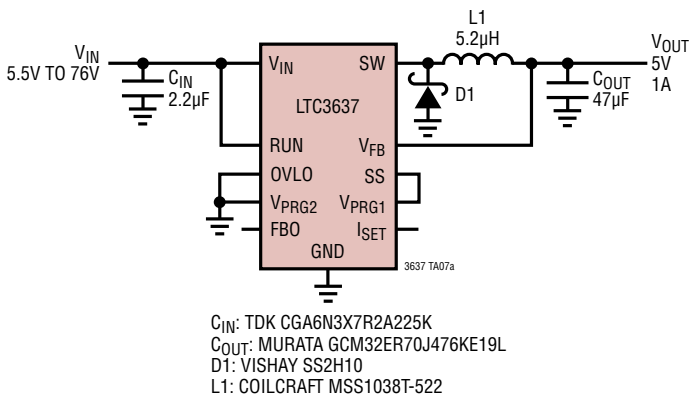 L1
5.2µH
VIN
5.5V TO 76V
CIN
2.2µF
VIN
SW
LTC3637
D1
VOUT
5V
1A
COUT
47µF
RUN
VFB
OVLO
SS
VPRG2
VPRG1
FBO
ISET
GND
3637 TA07a
CIN: TDK CGA6N3X7R2A225K
COUT: MURATA GCM32ER70J476KE19L
D1: VISHAY SS2H10
L1: COILCRAFT MSS1038T-522